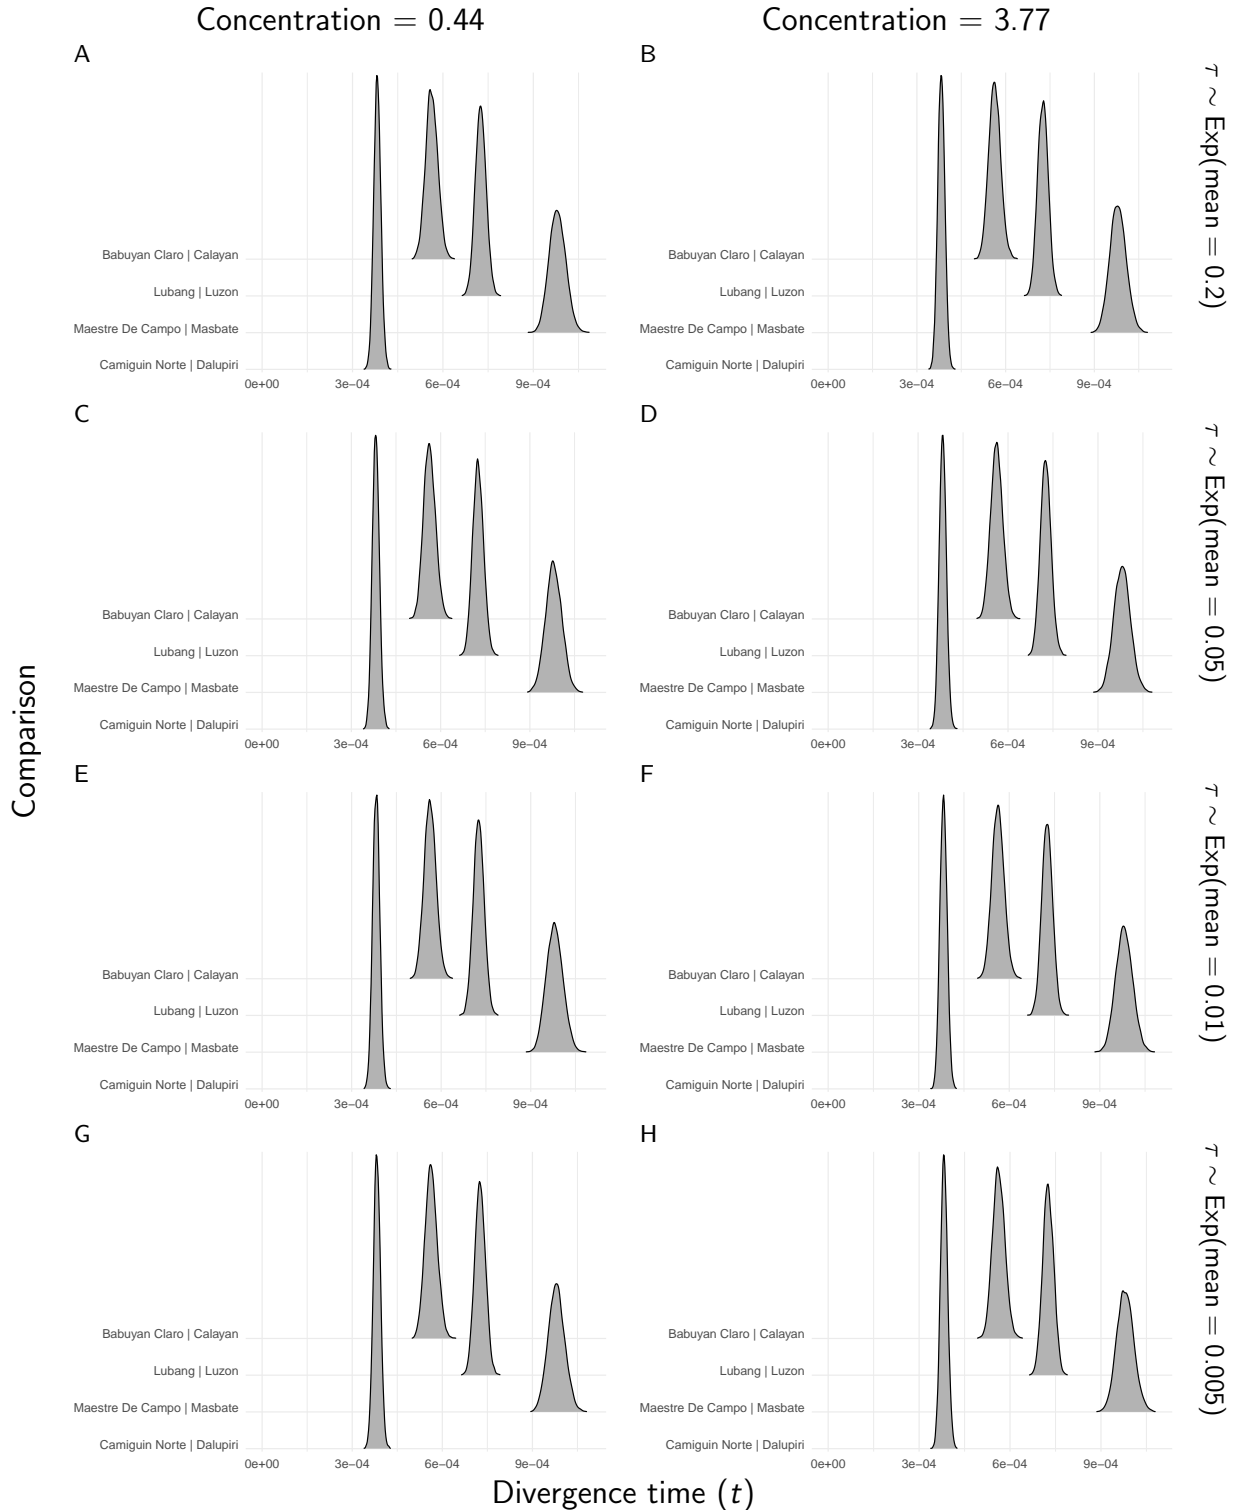 Concentration = 0.44
Concentration = 3.77
A
Babuyan Claro | Calayan
Lubang | Luzon
Maestre De Campo | Masbate
Camiguin Norte | Dalupiri
0e+00 3e−04 6e−04 9e−04
B
Babuyan Claro | Calayan
Lubang | Luzon
Maestre De Campo | Masbate
Camiguin Norte | Dalupiri
0e+00 3e−04 6e−04 9e−04
τ ∼ Exp(mean = 0.2)
C
Babuyan Claro | Calayan
Lubang | Luzon
Maestre De Campo | Masbate
Camiguin Norte | Dalupiri
0e+00 3e−04 6e−04 9e−04
D
Babuyan Claro | Calayan
Lubang | Luzon
Maestre De Campo | Masbate
Camiguin Norte | Dalupiri
0e+00 3e−04 6e−04 9e−04
τ ∼ Exp(mean = 0.05)
Comparison
E
Babuyan Claro | Calayan
Lubang | Luzon
Maestre De Campo | Masbate
Camiguin Norte | Dalupiri
0e+00 3e−04 6e−04 9e−04
F
Babuyan Claro | Calayan
Lubang | Luzon
Maestre De Campo | Masbate
Camiguin Norte | Dalupiri
0e+00 3e−04 6e−04 9e−04
τ ∼ Exp(mean = 0.01)
G
Babuyan Claro | Calayan
Lubang | Luzon
Maestre De Campo | Masbate
Camiguin Norte | Dalupiri
0e+00 3e−04 6e−04 9e−04
H
Babuyan Claro | Calayan
Lubang | Luzon
Maestre De Campo | Masbate
Camiguin Norte | Dalupiri
0e+00 3e−04 6e−04 9e−04
τ ∼ Exp(mean = 0.005)
Divergence time (t)